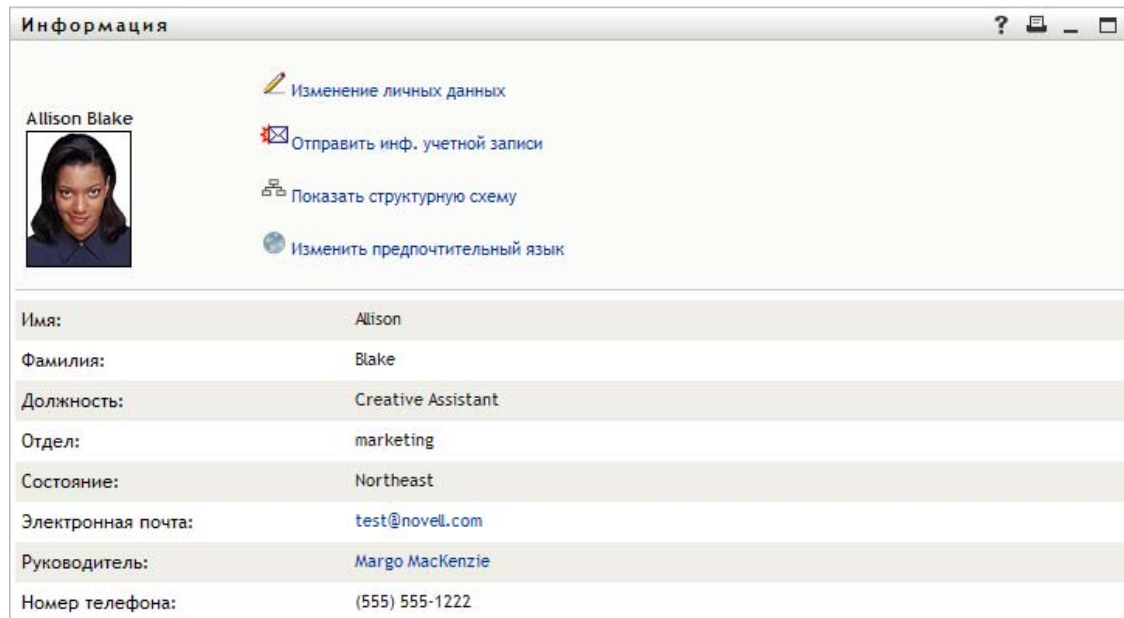 Информация
?
Allison Blake
Изменение личных данных
Отправить инф. учетной записи
Показать структурную схему
Изменить предпочтительный язык
Имя: Allison
Фамилия: Blake
Должность: Creative Assistant
Отдел: marketing
Состояние: Northeast
Электронная почта: test@novell.com
Руководитель: Margo MacKenzie
Номер телефона: (555) 555-1222